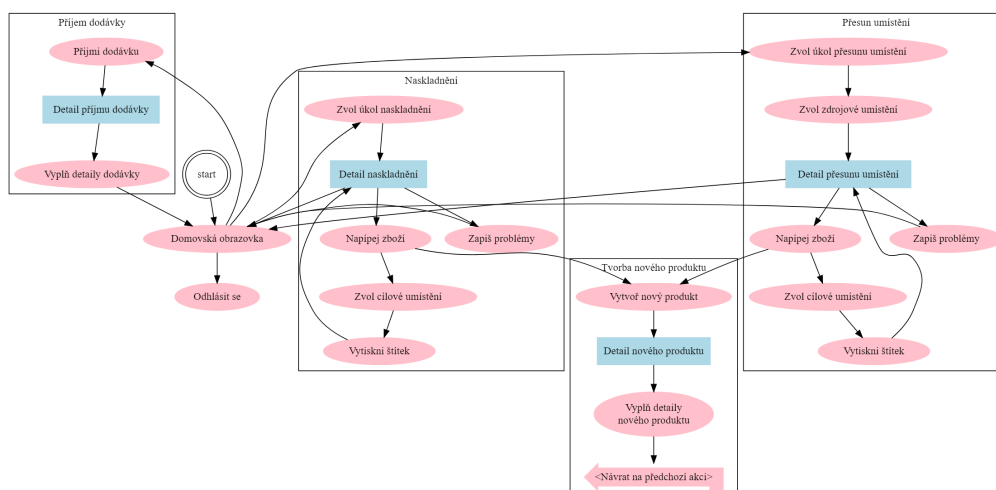 Příjem dodávky
Přijmi dodávku
Detail příjmu dodávky
Vyplň detaily dodávky
start
Domovská obrazovka
Odhlásit se
Naskladnění
Zvol úkol naskladnění
Detail naskladnění
Napípej zboží
Zapiš problémy
Zvol cílové umístění
Vytiskni štítek
Tvorba nového produktu
Vytvoř nový produkt
Detail nového produktu
Vyplň detaily
nového produktu
<Návrat na předchozí akci>
Přesun umístění
Zvol úkol přesunu umístění
Zvol zdrojové umístění
Detail přesunu umístění
Napípej zboží
Zapiš problémy
Zvol cílové umístění
Vytiskni štítek